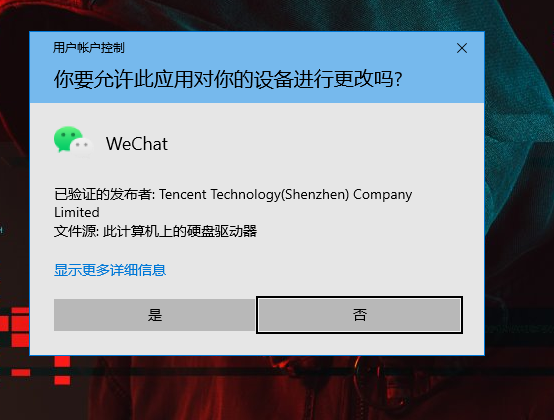 用户帐户控制
你要允许此应用对你的设备进行更改吗?
WeChat
已验证的发布者: Tencent Technology(Shenzhen) Company
Limited
文件源: 此计算机上的硬盘驱动器
显示更多详细信息
是
否